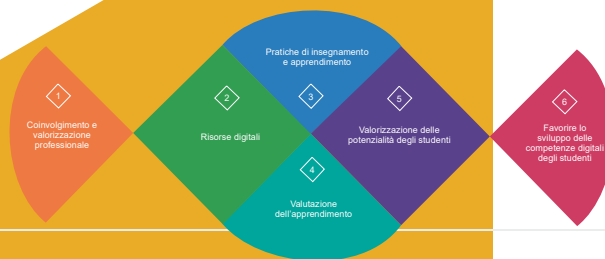 1
Coinvolgimento e
valorizzazione
professionale
2
Risorse digitali
Pratiche di insegnamento
e apprendimento
3
4
Valutazione
dell'apprendimento
5
Valorizzazione delle
potenzialità degli studenti
6
Favorire lo
sviluppo delle
competenze digitali
degli studenti